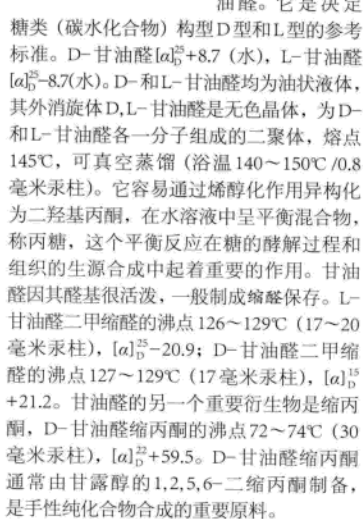 油醛。它是决定
糖类（碳水化合物）构型D型和L型的参考
标准。D-甘油醛[α]²⁵_D+8.7（水），L-甘油醛
[α]²⁵_D-8.7(水)。D-和L-甘油醛均为油状液体，
其外消旋体D,L-甘油醛是无色晶体，为D-
和L-甘油醛各一分子组成的二聚体，熔点
145℃，可真空蒸馏（浴温140～150℃/0.8
毫米汞柱）。它容易通过烯醇化作用异构化
为二羟基丙酮，在水溶液中呈平衡混合物，
称丙糖，这个平衡反应在糖的酵解过程和
组织的生源合成中起着重要的作用。甘油
醛因其醛基很活泼，一般制成缩醛保存。L-
甘油醛二甲缩醛的沸点126～129℃（17～20
毫米汞柱），[α]²⁵_D-20.9；D-甘油醛二甲缩
醛的沸点127～129℃（17毫米汞柱），[α]¹⁵_D
+21.2。甘油醛的另一个重要衍生物是缩丙
酮，D-甘油醛缩丙酮的沸点72～74℃（30
毫米汞柱），[α]²²_D+59.5。D-甘油醛缩丙酮
通常由甘露醇的1,2,5,6-二缩丙酮制备，
是手性纯化合物合成的重要原料。